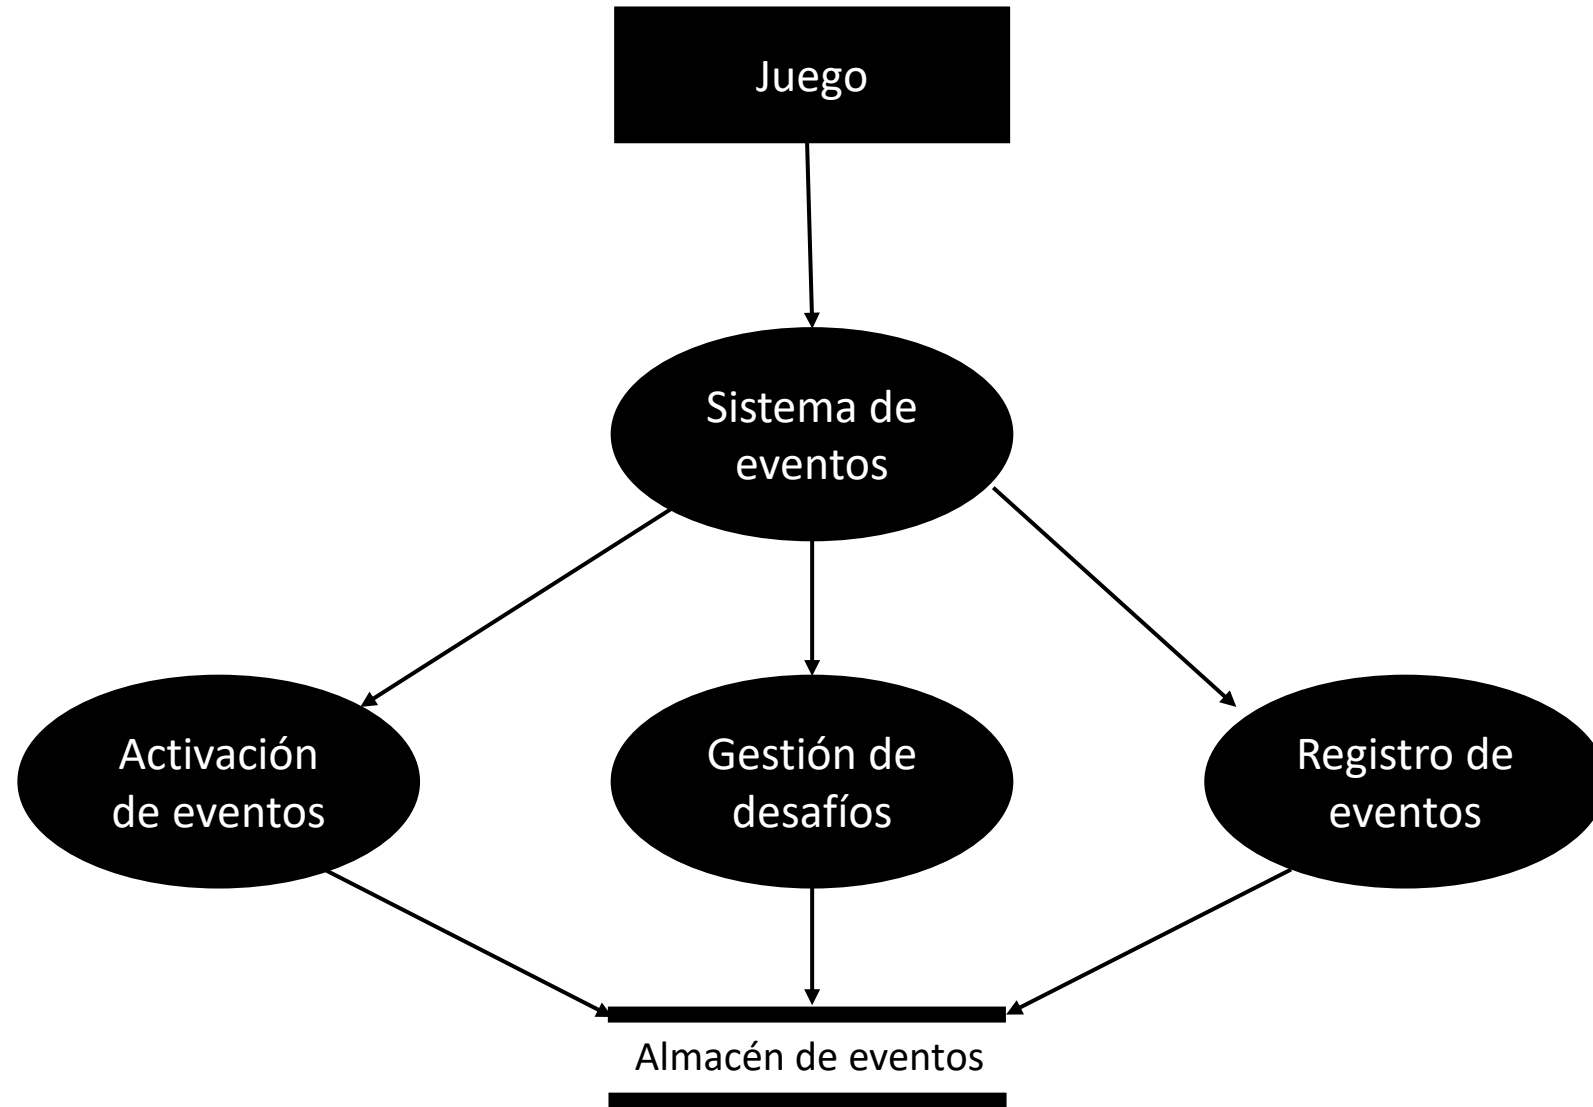 Juego
Sistema de
eventos
Activación
de eventos
Gestión de
desafíos
Registro de
eventos
Almacén de eventos